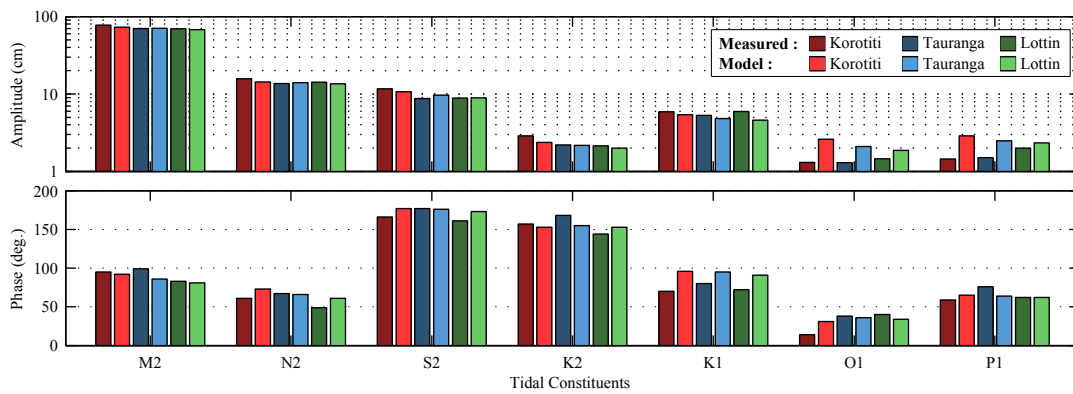 100
10
1
Amplitude (cm)
Measured : Korotiti Tauranga Lottin
Model : Korotiti Tauranga Lottin
200
150
100
50
0
Phase (deg.)
M2 N2 S2 K2 K1 O1 P1
Tidal Constituents